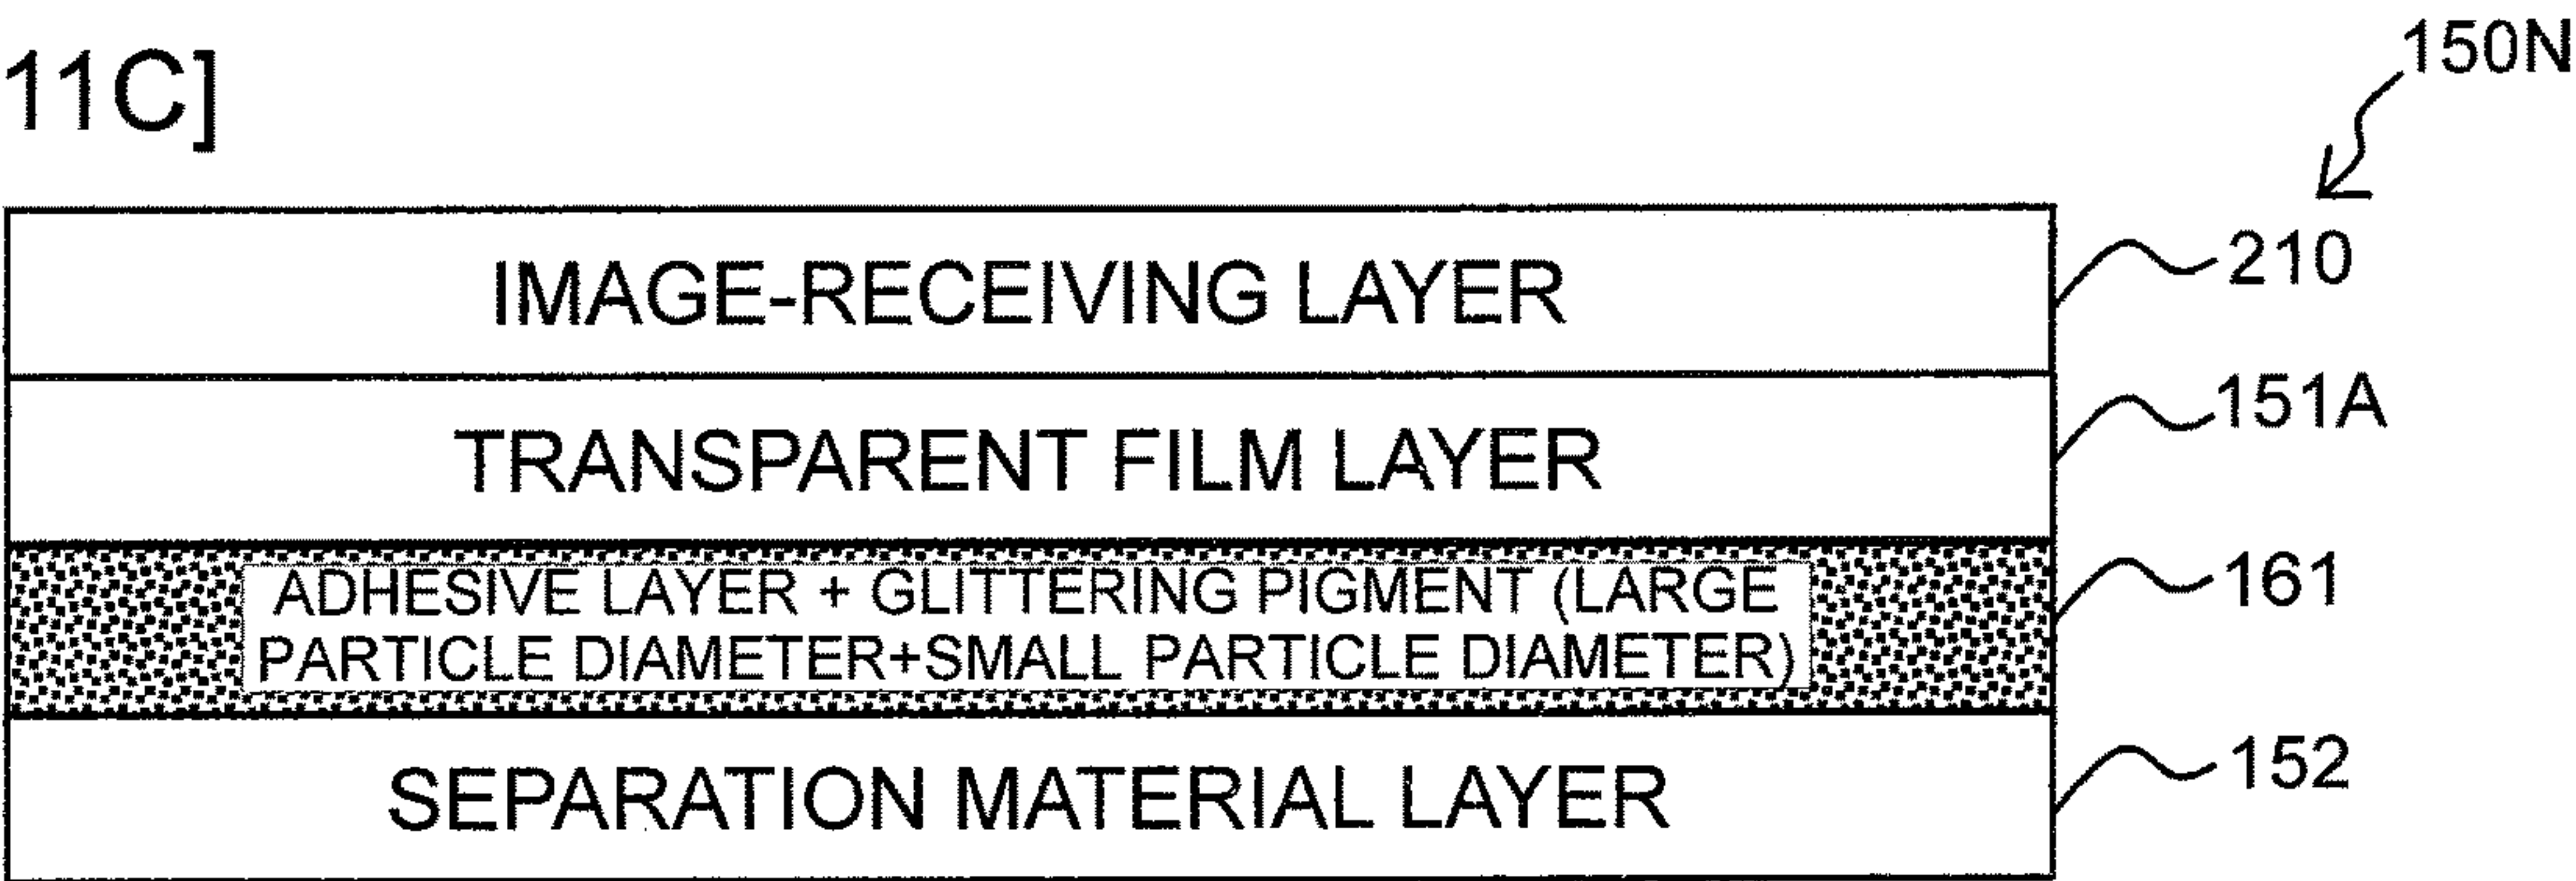 11C]
150N
IMAGE-RECEIVING LAYER
210
TRANSPARENT FILM LAYER
151A
ADHESIVE LAYER + GLITTERING PIGMENT (LARGE
PARTICLE DIAMETER+SMALL PARTICLE DIAMETER)
161
SEPARATION MATERIAL LAYER
152